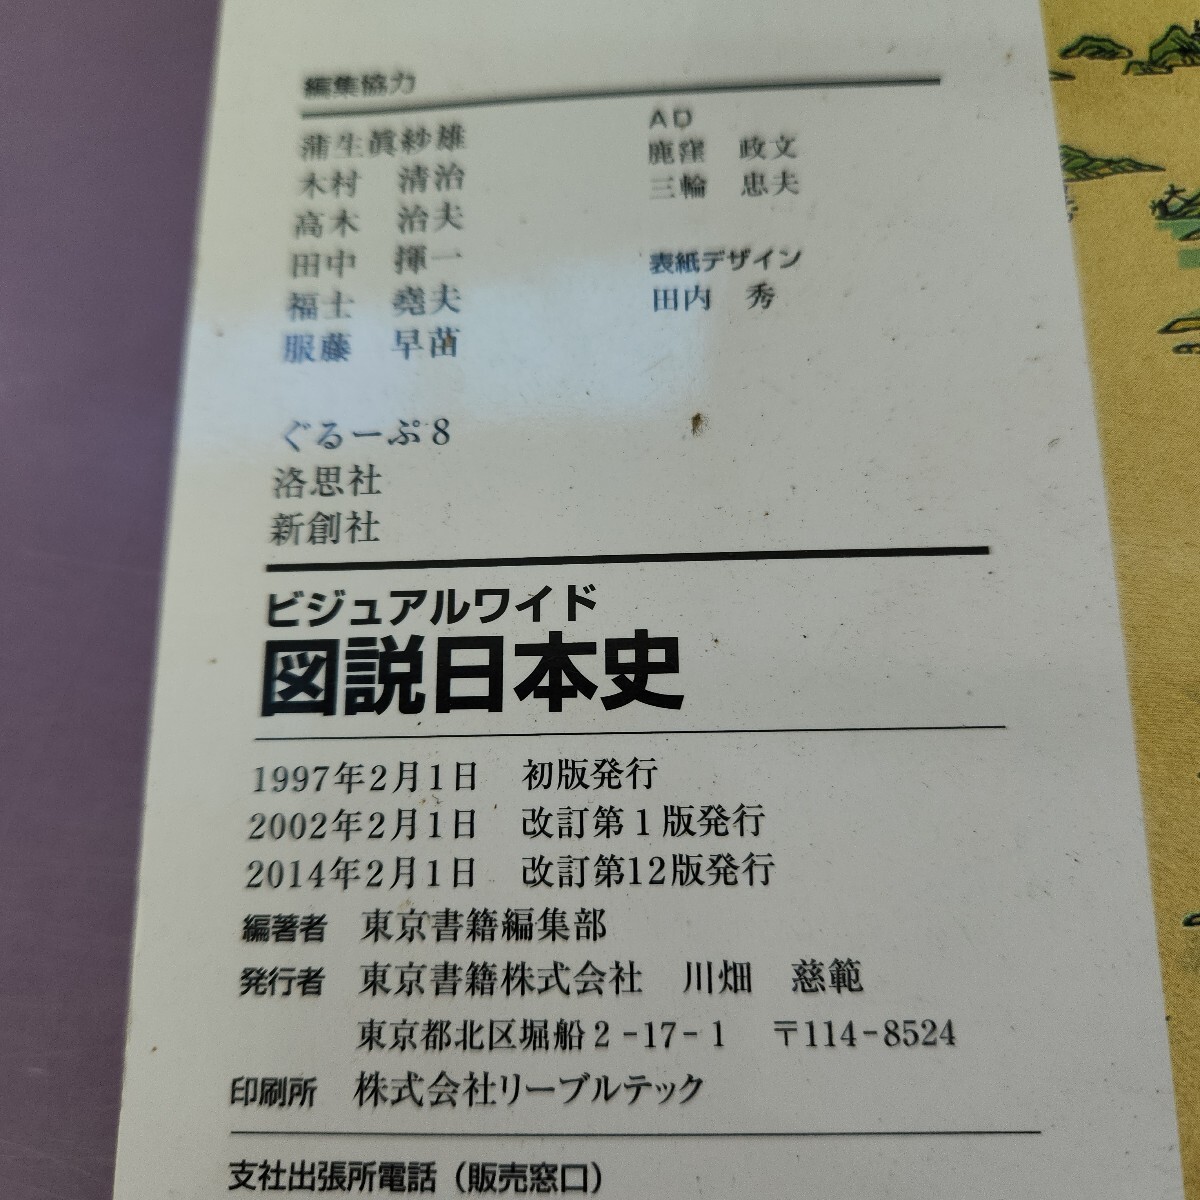 編集協力
蒲生眞紗雄
木村 清治
高木 治夫
田中 揮一
福士 堯夫
服藤 早苗
ぐるーぷ8
洛思社
新創社
AD
鹿窪 政文
三輪 忠夫
表紙デザイン
田内 秀
ビジュアルワイド
図説日本史
1997年2月1日 初版発行
2002年2月1日 改訂第1版発行
2014年2月1日 改訂第12版発行
編著者 東京書籍編集部
発行者 東京書籍株式会社 川畑 慈範
東京都北区堀船2-17-1 〒114-8524
印刷所 株式会社リーブルテック
支社出張所電話(販売窓口)